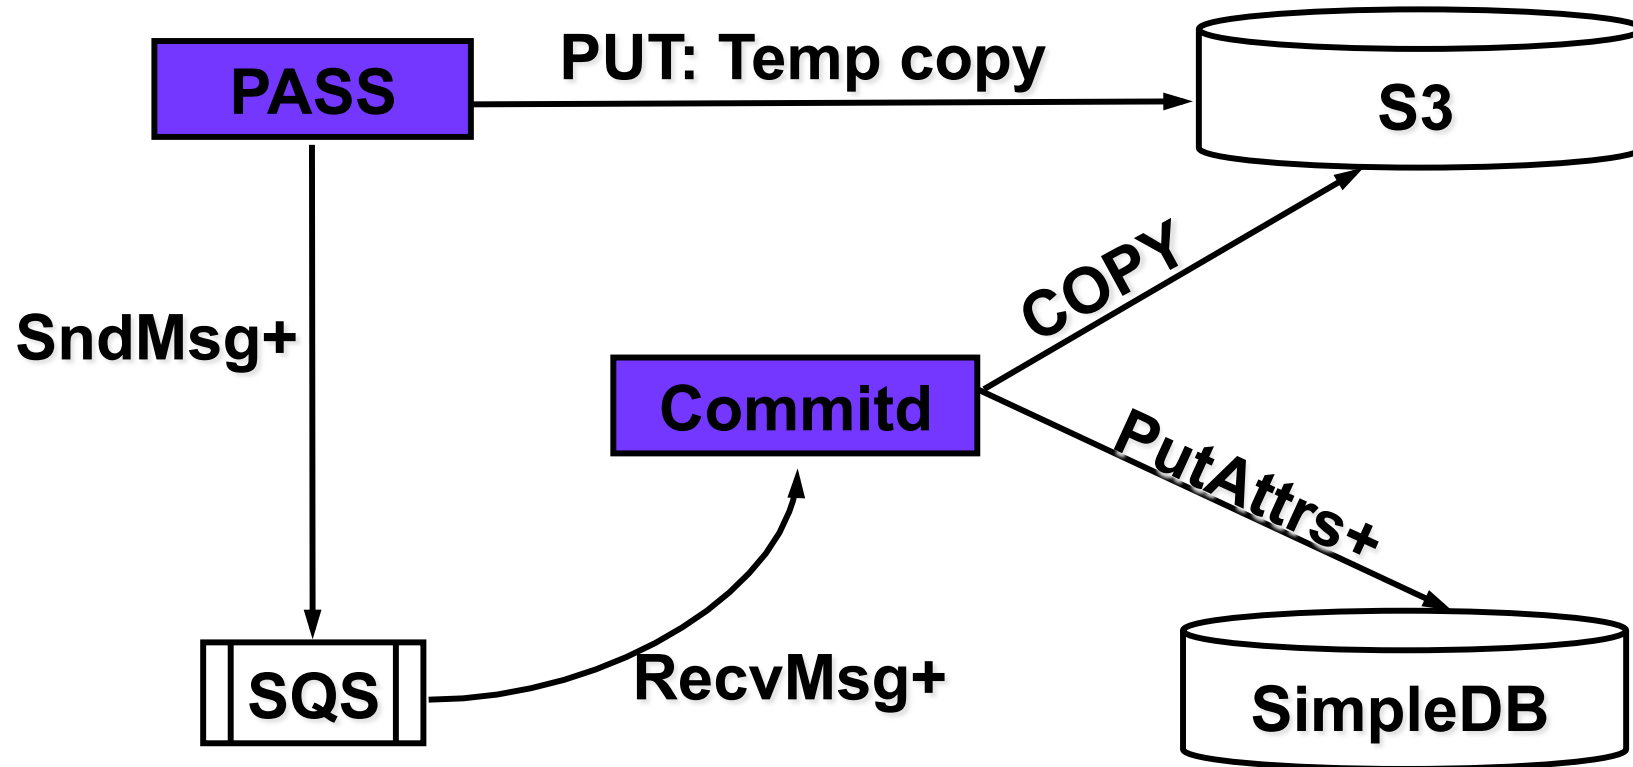 PASS
PUT: Temp copy
S3
COPY
SndMsg+
Commitd
PutAttrs+
RecvMsg+
SQS
SimpleDB